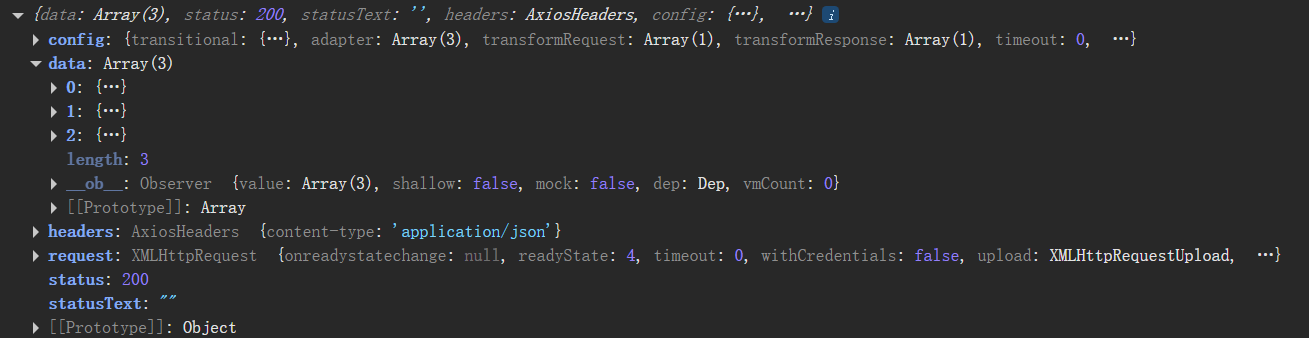 {data: Array(3), status: 200, statusText: '', headers: AxiosHeaders, config: {…}, …} i
config: {transitional: {…}, adapter: Array(3), transformRequest: Array(1), transformResponse: Array(1), timeout: 0, …}
data: Array(3)
0: {…}
1: {…}
2: {…}
length: 3
__ob__: Observer {value: Array(3), shallow: false, mock: false, dep: Dep, vmCount: 0}
[[Prototype]]: Array
headers: AxiosHeaders {content-type: 'application/json'}
request: XMLHttpRequest {onreadystatechange: null, readyState: 4, timeout: 0, withCredentials: false, upload: XMLHttpRequestUpload, …}
status: 200
statusText: ""
[[Prototype]]: Object